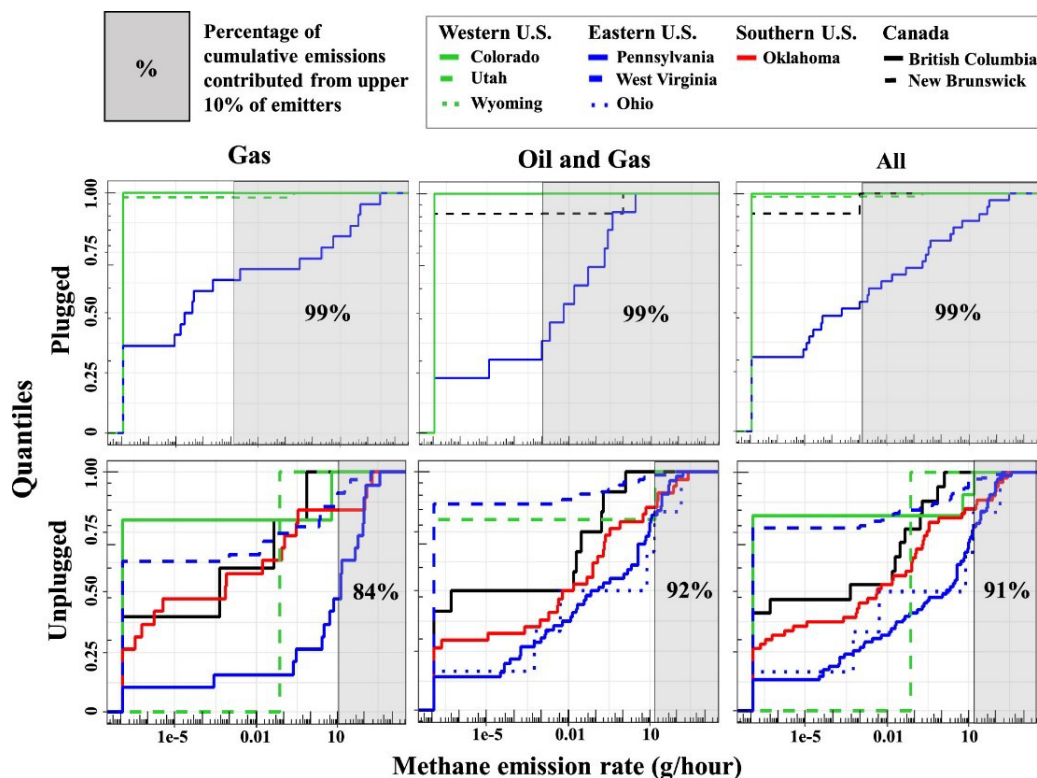 %
Percentage of
cumulative emissions
contributed from upper
10% of emitters
Western U.S. Eastern U.S. Southern U.S. Canada
Colorado Pennsylvania Oklahoma British Columbia
Utah West Virginia New Brunswick
Wyoming Ohio
Gas Oil and Gas All
Quantiles
Plugged
1.00
0.75
0.50
0.25
0
99% 99% 99%
Unplugged
1.00
0.75
0.50
0.25
0
84% 92% 91%
1e-5 0.01 10 1e-5 0.01 10 1e-5 0.01 10
Methane emission rate (g/hour)